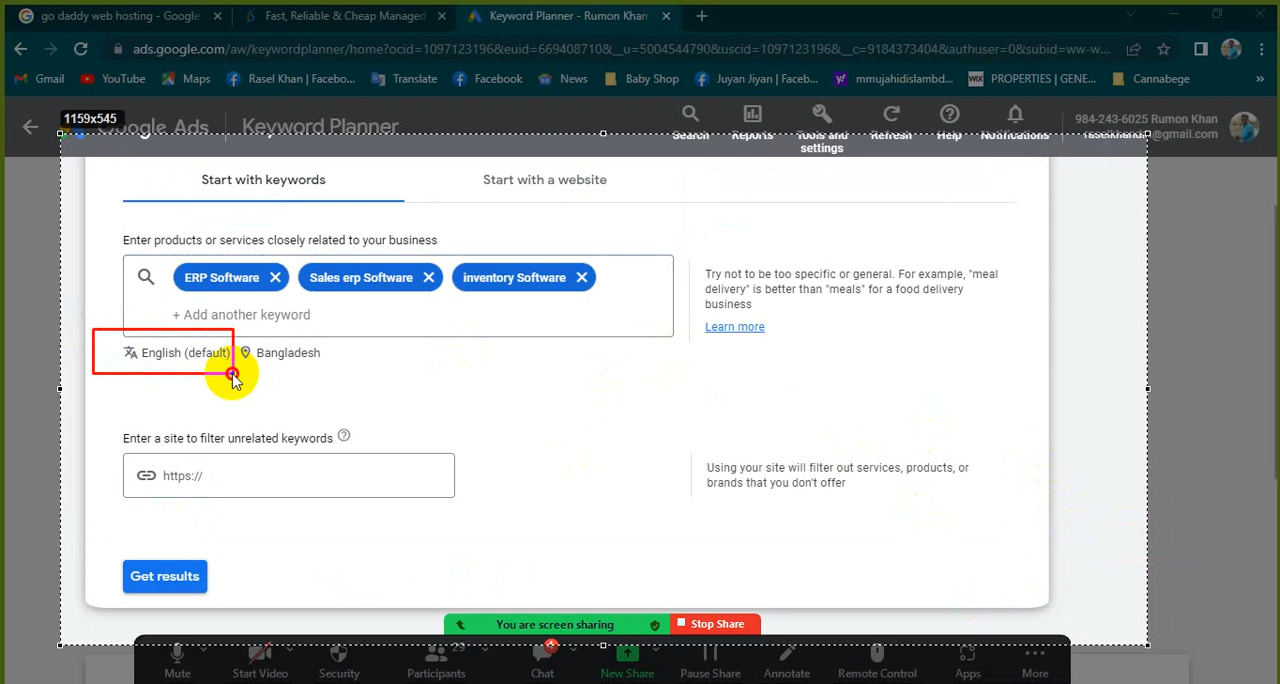 go daddy web hosting - Google
Fast, Reliable & Cheap Managed
Keyword Planner - Rumon Khan
ads.google.com/aw/keywordplanner/home?ocid=1097123196&euid=669408710&__u=5004544790&uscid=1097123196&__c=9184373404&authuser=0&subid=ww-w...
Gmail YouTube Maps Rasel Khan | Facebo... Translate Facebook News Baby Shop Juyan Jiyan | Faceb... mmujahidislambd... WIX PROPERTIES | GENE... Cannabege »
1159x545
Google Ads Keyword Planner
Search Reports Tools and settings Refresh Help Notifications
984-243-6025 Rumon Khan
Start with keywords Start with a website
Enter products or services closely related to your business
ERP Software Sales erp Software inventory Software
+ Add another keyword
Try not to be too specific or general. For example, "meal
delivery" is better than "meals" for a food delivery
business
Learn more
English (default) Bangladesh
Enter a site to filter unrelated keywords
https://
Using your site will filter out services, products, or
brands that you don't offer
Get results
You are screen sharing Stop Share
29
Mute Start Video Security Participants Chat New Share Pause Share Annotate Remote Control Apps More